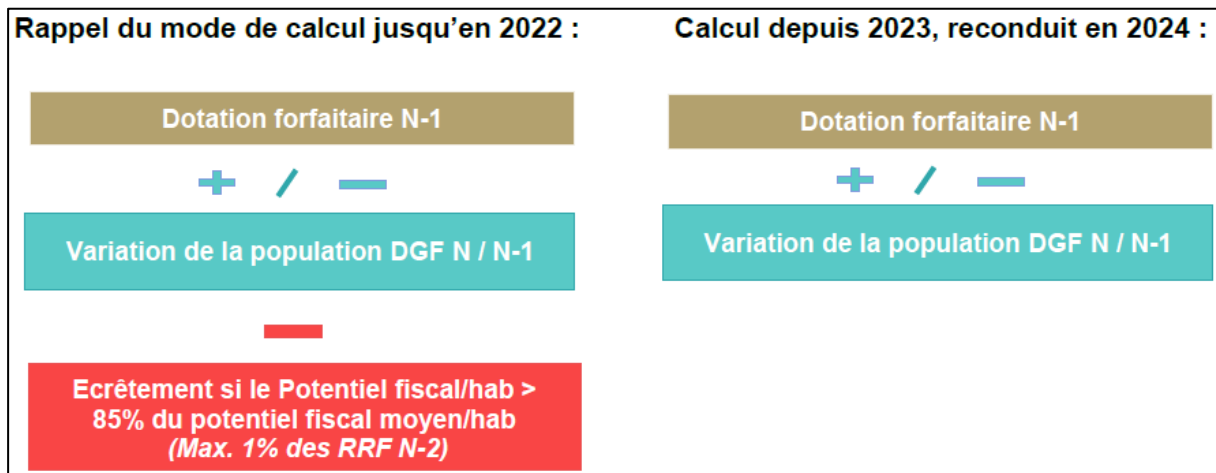 Rappel du mode de calcul jusqu'en 2022 :
Dotation forfaitaire N-1
+ / −
Variation de la population DGF N / N-1
−
Ecrêtement si le Potentiel fiscal/hab >
85% du potentiel fiscal moyen/hab
(Max. 1% des RRF N-2)
Calcul depuis 2023, reconduit en 2024 :
Dotation forfaitaire N-1
+ / −
Variation de la population DGF N / N-1